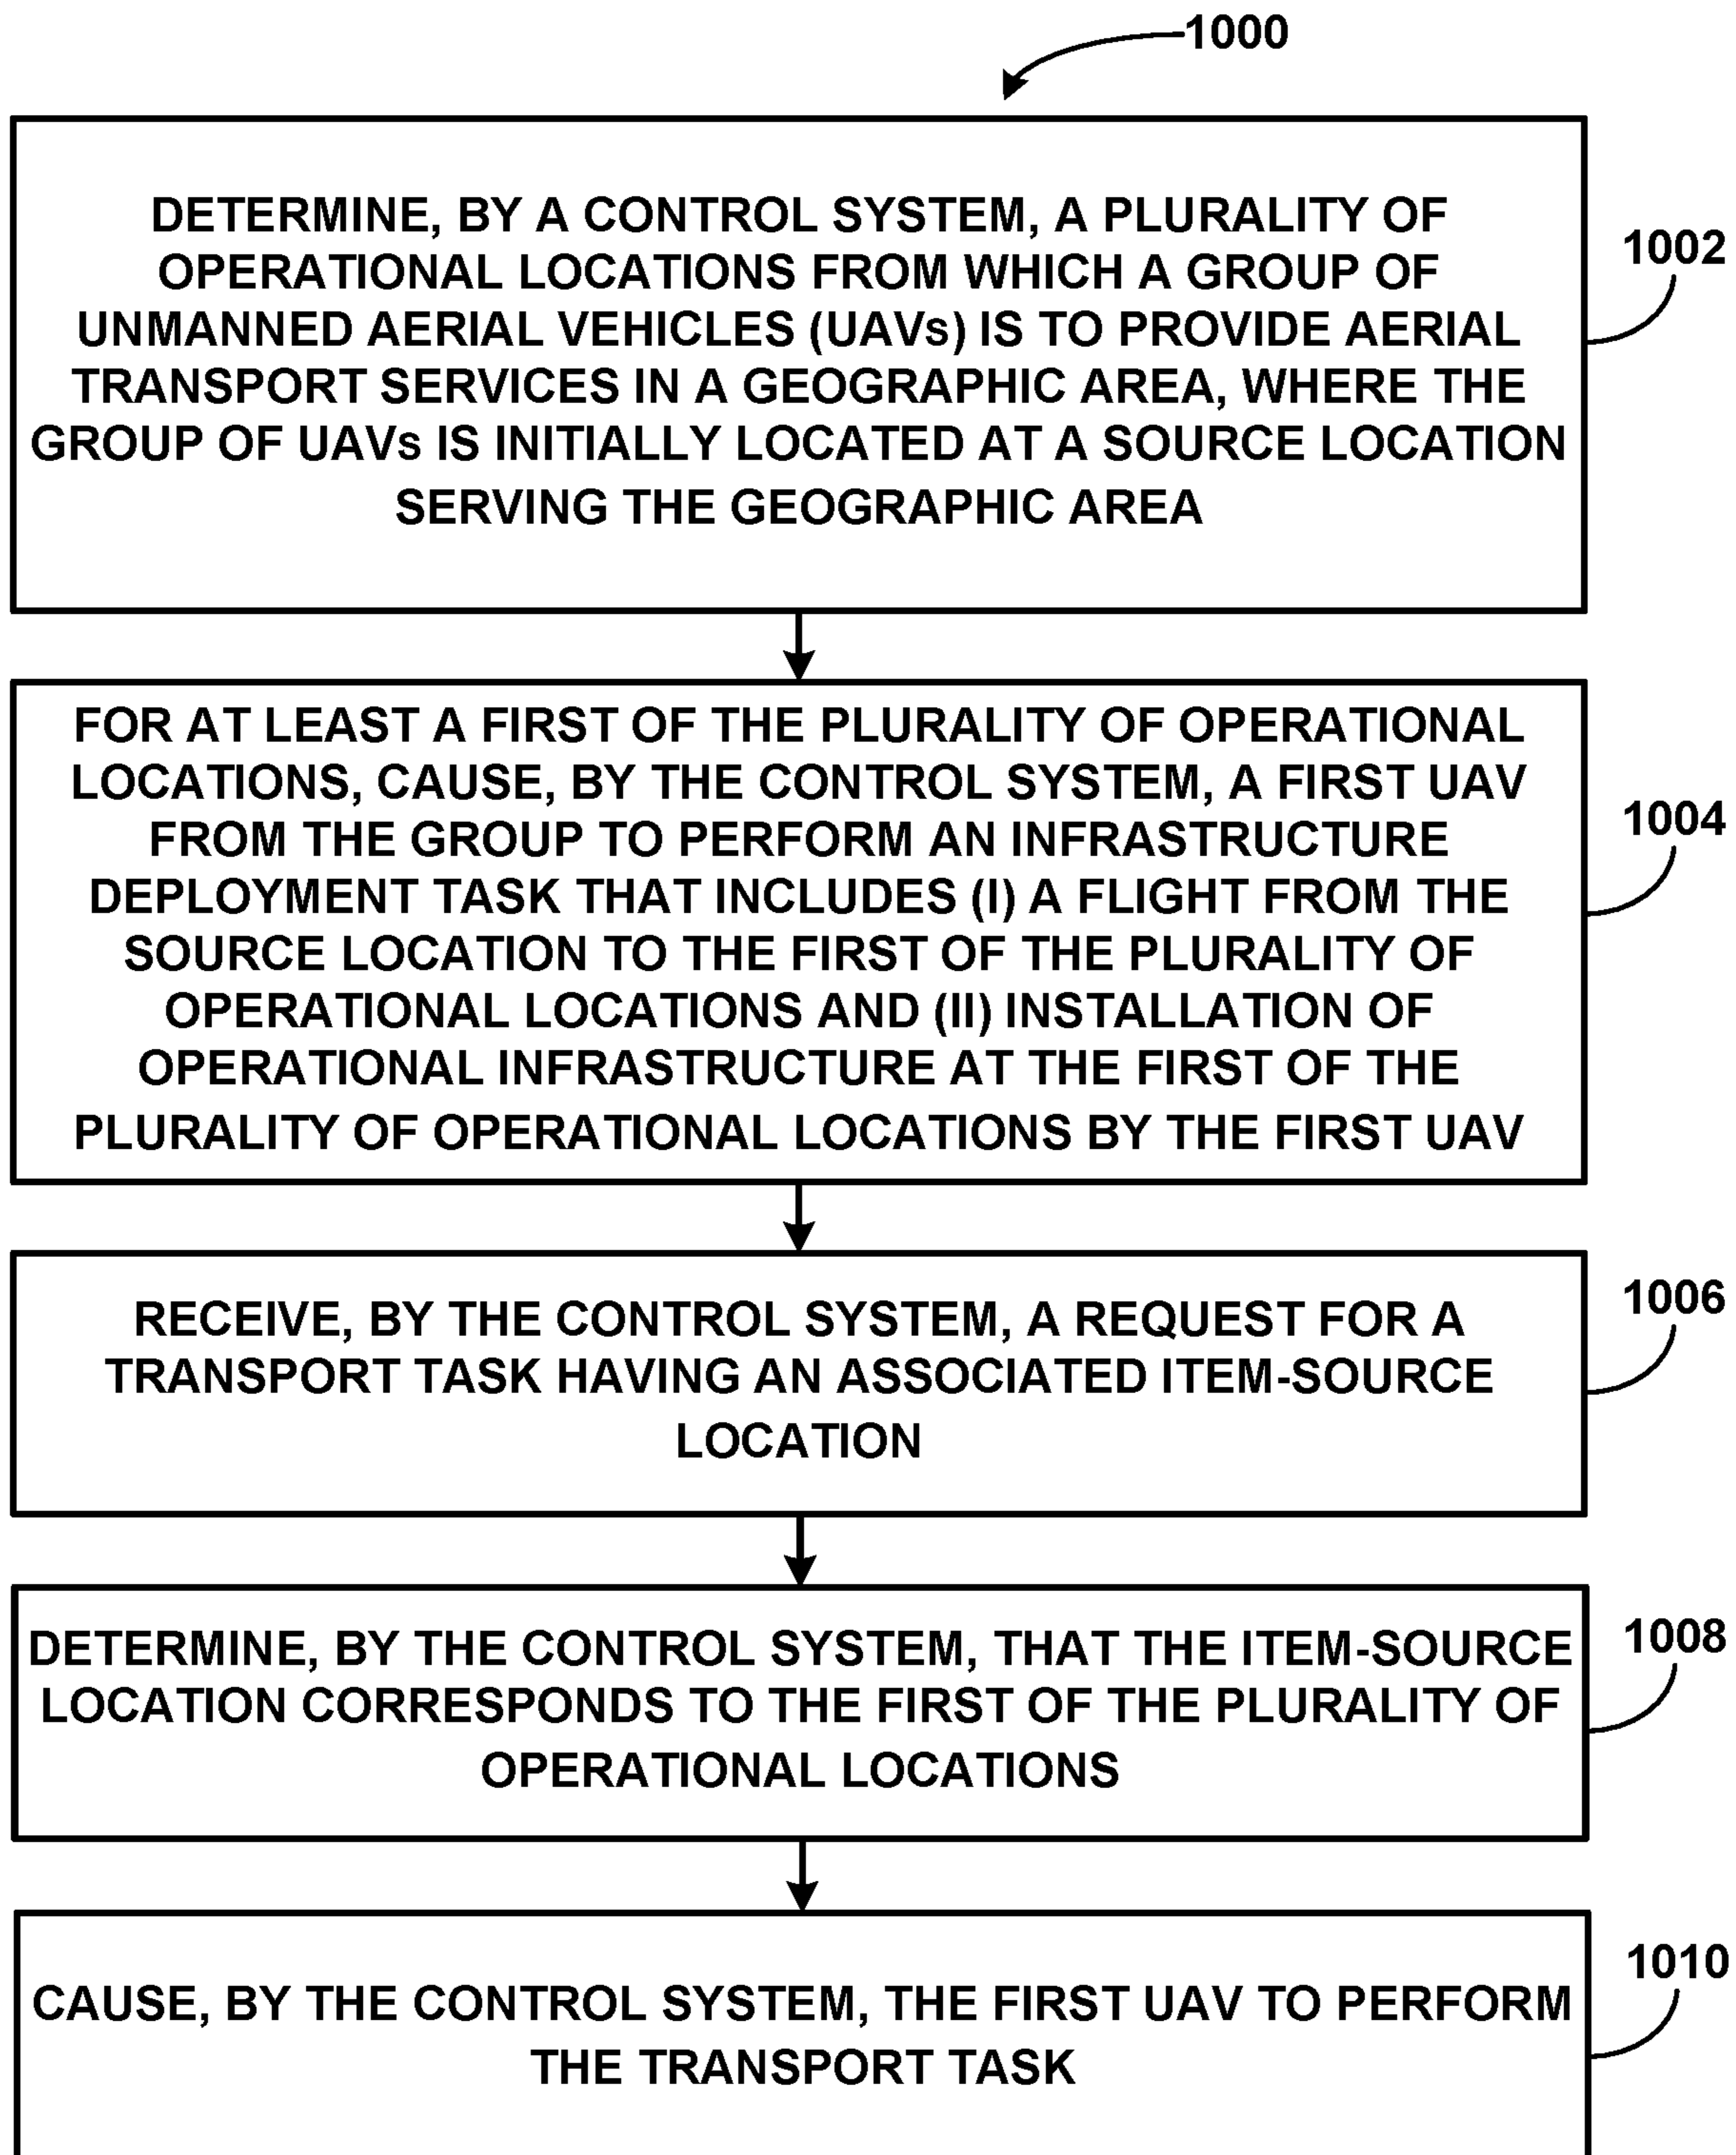 1000
DETERMINE, BY A CONTROL SYSTEM, A PLURALITY OF
OPERATIONAL LOCATIONS FROM WHICH A GROUP OF
UNMANNED AERIAL VEHICLES (UAVs) IS TO PROVIDE AERIAL
TRANSPORT SERVICES IN A GEOGRAPHIC AREA, WHERE THE
GROUP OF UAVs IS INITIALLY LOCATED AT A SOURCE LOCATION
SERVING THE GEOGRAPHIC AREA
1002
FOR AT LEAST A FIRST OF THE PLURALITY OF OPERATIONAL
LOCATIONS, CAUSE, BY THE CONTROL SYSTEM, A FIRST UAV
FROM THE GROUP TO PERFORM AN INFRASTRUCTURE
DEPLOYMENT TASK THAT INCLUDES (I) A FLIGHT FROM THE
SOURCE LOCATION TO THE FIRST OF THE PLURALITY OF
OPERATIONAL LOCATIONS AND (II) INSTALLATION OF
OPERATIONAL INFRASTRUCTURE AT THE FIRST OF THE
PLURALITY OF OPERATIONAL LOCATIONS BY THE FIRST UAV
1004
RECEIVE, BY THE CONTROL SYSTEM, A REQUEST FOR A
TRANSPORT TASK HAVING AN ASSOCIATED ITEM-SOURCE
LOCATION
1006
DETERMINE, BY THE CONTROL SYSTEM, THAT THE ITEM-SOURCE
LOCATION CORRESPONDS TO THE FIRST OF THE PLURALITY OF
OPERATIONAL LOCATIONS
1008
CAUSE, BY THE CONTROL SYSTEM, THE FIRST UAV TO PERFORM
THE TRANSPORT TASK
1010